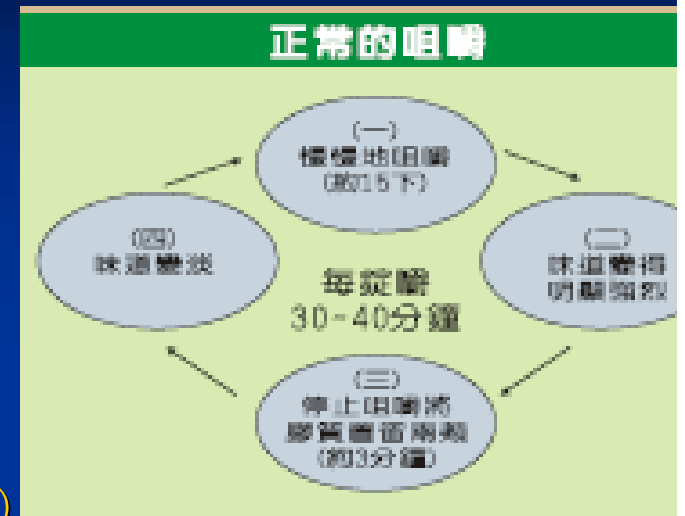 正常的咀嚼
(一)
慢慢地咀嚼
(約15下)
(二)
味道變得
明顯強烈
(三)
停止咀嚼將
膠質置留兩頰
(約3分鐘)
(四)
味道變淡
每錠嚼
30-40分鐘